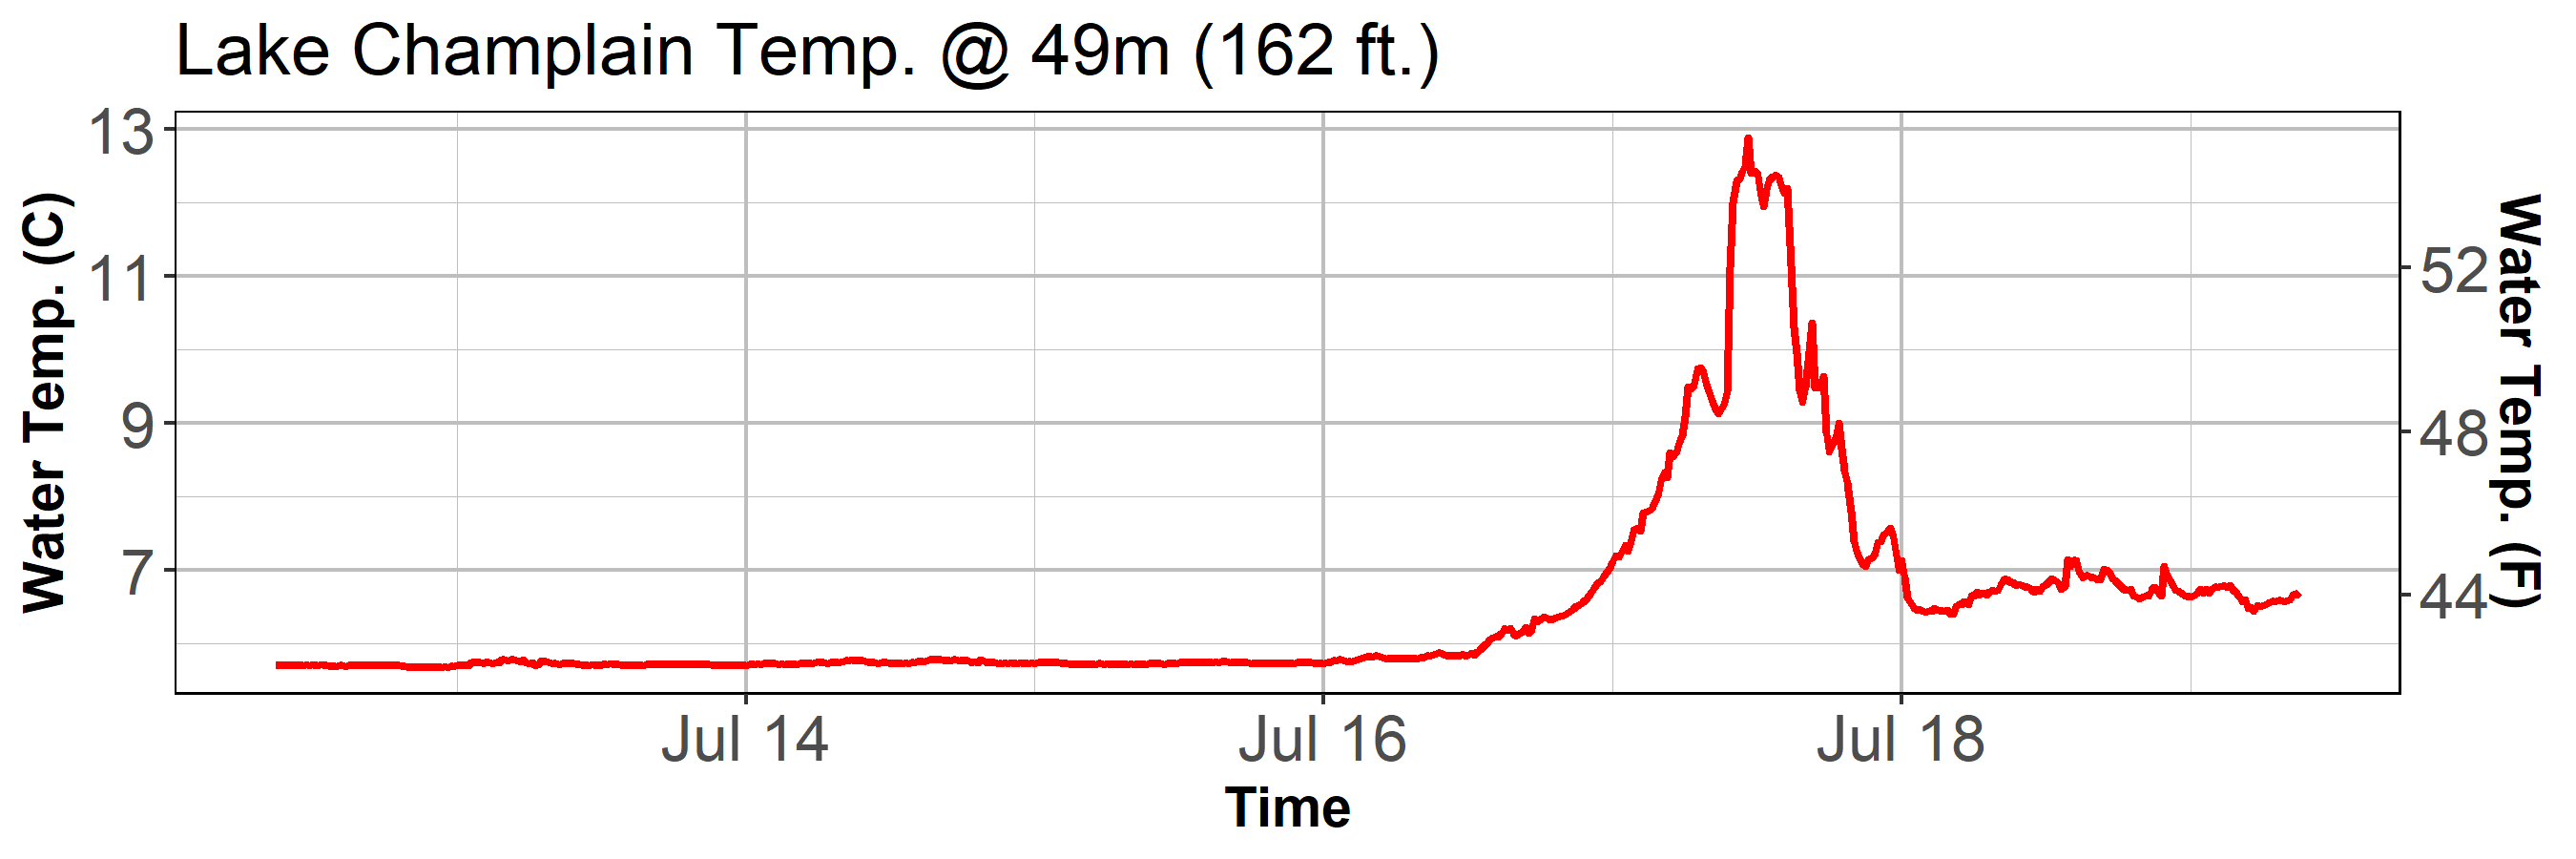 Lake Champlain Temp. @ 49m (162 ft.)
Water Temp. (C)
13
11
9
7
52
48
44
Water Temp. (F)
Jul 14
Jul 16
Jul 18
Time